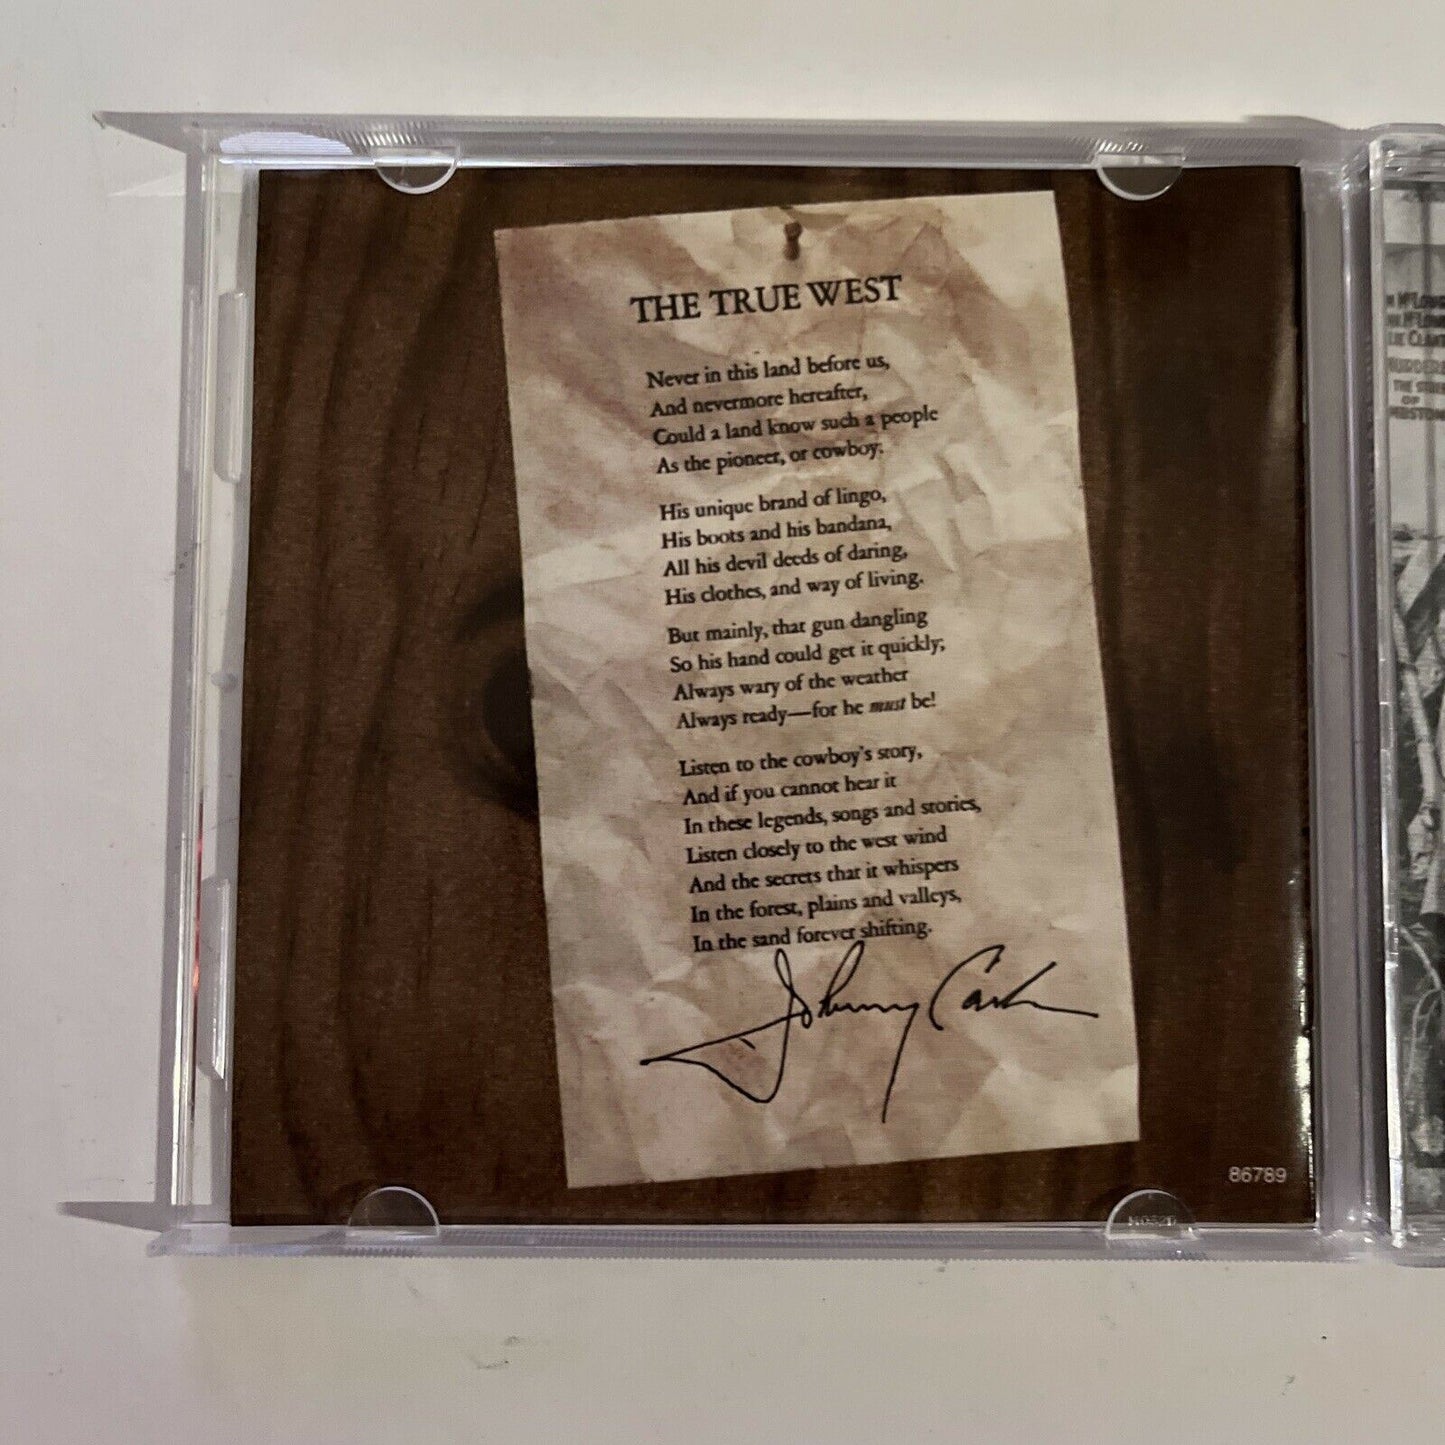 THE TRUE WEST
Never in this land before us,
And nevermore hereafter,
Could a land know such a people
As the pioneer, or cowboy:
His unique brand of lingo,
His boots and his bandana,
All his devil deeds of daring,
His clothes, and way of living.
But mainly, that gun dangling
So his hand could get it quickly;
Always wary of the weather
Always ready—for he must be!
Listen to the cowboy's story,
And if you cannot hear it
In these legends, songs and stories,
Listen closely to the west wind
And the secrets that it whispers
In the forest, plains and valleys,
In the sand forever shifting.
Johnny Cash
86789
THE
OF